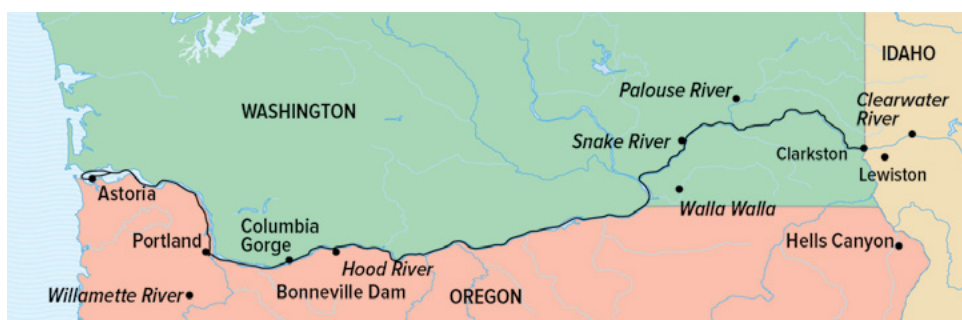 IDAHO
Palouse River
Clearwater
River
WASHINGTON
Snake River
Clarkston
Lewiston
Astoria
Walla Walla
Columbia
Gorge
Portland
Hells Canyon
Hood River
Bonneville Dam
Willamette River
OREGON